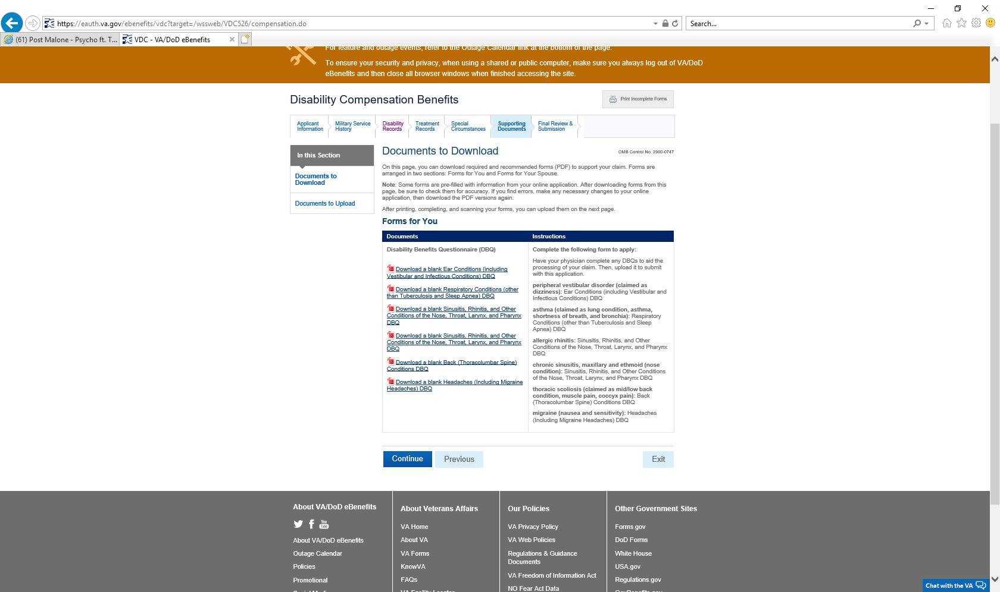 https://eauth.va.gov/ebenefits/vdc?target=/wssweb/VDC526/compensation.do
Search...
(61) Post Malone - Psycho ft. T...
VDC - VA/DoD eBenefits
For feature and outage events, refer to the Outage Calendar link at the bottom of the page.
To ensure your security and privacy, when using a shared or public computer, make sure you always log out of VA/DoD
eBenefits and then close all browser windows when finished accessing the site.
Disability Compensation Benefits
Print Incomplete Forms
Applicant
Information
Military Service
History
Disability
Records
Treatment
Records
Special
Circumstances
Supporting
Documents
Final Review &
Submission
In this Section
Documents to
Download
Documents to Upload
Documents to Download
OMB Control No. 2900-0747
On this page, you can download required and recommended forms (PDF) to support your claim. Forms are
arranged in two sections: Forms for You and Forms for Your Spouse.
Note: Some forms are pre-filled with information from your online application. After downloading forms from this
page, be sure to check them for accuracy. If you find errors, make any necessary changes to your online
application, then download the PDF versions again.
After printing, completing, and scanning your forms, you can upload them on the next page.
Forms for You
Documents
Disability Benefits Questionnaire (DBQ)
Download a blank Ear Conditions (including
Vestibular and Infectious Conditions) DBQ
Download a blank Respiratory Conditions (other
than Tuberculosis and Sleep Apnea) DBQ
Download a blank Sinusitis, Rhinitis, and Other
Conditions of the Nose, Throat, Larynx, and Pharynx
DBQ
Download a blank Sinusitis, Rhinitis, and Other
Conditions of the Nose, Throat, Larynx, and Pharynx
DBQ
Download a blank Back (Thoracolumbar Spine)
Conditions DBQ
Download a blank Headaches (Including Migraine
Headaches) DBQ
Instructions
Complete the following form to apply:
Have your physician complete any DBQs to aid the
processing of your claim. Then, upload it to submit
with this application.
peripheral vestibular disorder (claimed as
dizziness): Ear Conditions (including Vestibular and
Infectious Conditions) DBQ
asthma (claimed as lung condition, asthma,
shortness of breath, and bronchia): Respiratory
Conditions (other than Tuberculosis and Sleep
Apnea) DBQ
allergic rhinitis: Sinusitis, Rhinitis, and Other
Conditions of the Nose, Throat, Larynx, and Pharynx
DBQ
chronic sinusitis, maxillary and ethmoid (nose
condition): Sinusitis, Rhinitis, and Other Conditions
of the Nose, Throat, Larynx, and Pharynx DBQ
thoracic scoliosis (claimed as mid/low back
condition, muscle pain, coccyx pain): Back
(Thoracolumbar Spine) Conditions DBQ
migraine (nausea and sensitivity): Headaches
(Including Migraine Headaches) DBQ
Continue
Previous
Exit
About VA/DoD eBenefits
You
Tube
About VA/DoD eBenefits
Outage Calendar
Policies
Promotional
About Veterans Affairs
VA Home
About VA
VA Forms
KnowVA
FAQs
Our Policies
VA Privacy Policy
VA Web Policies
Regulations & Guidance
Documents
VA Freedom of Information Act
NO Fear Act Data
Other Government Sites
Forms.gov
DoD Forms
White House
USA.gov
Regulations.gov
Chat with the VA